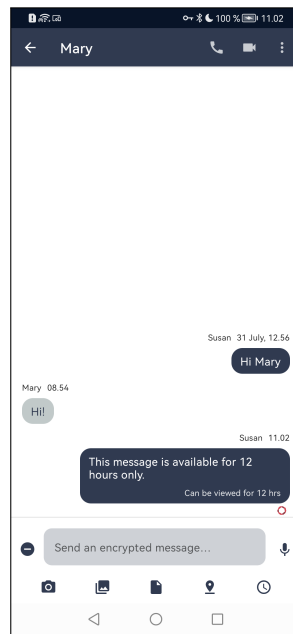 100 % 11.02
Mary
Susan 31 July, 12.56
Hi Mary
Mary 08.54
Hi!
Susan 11.02
This message is available for 12
hours only.
Can be viewed for 12 hrs
Send an encrypted message...